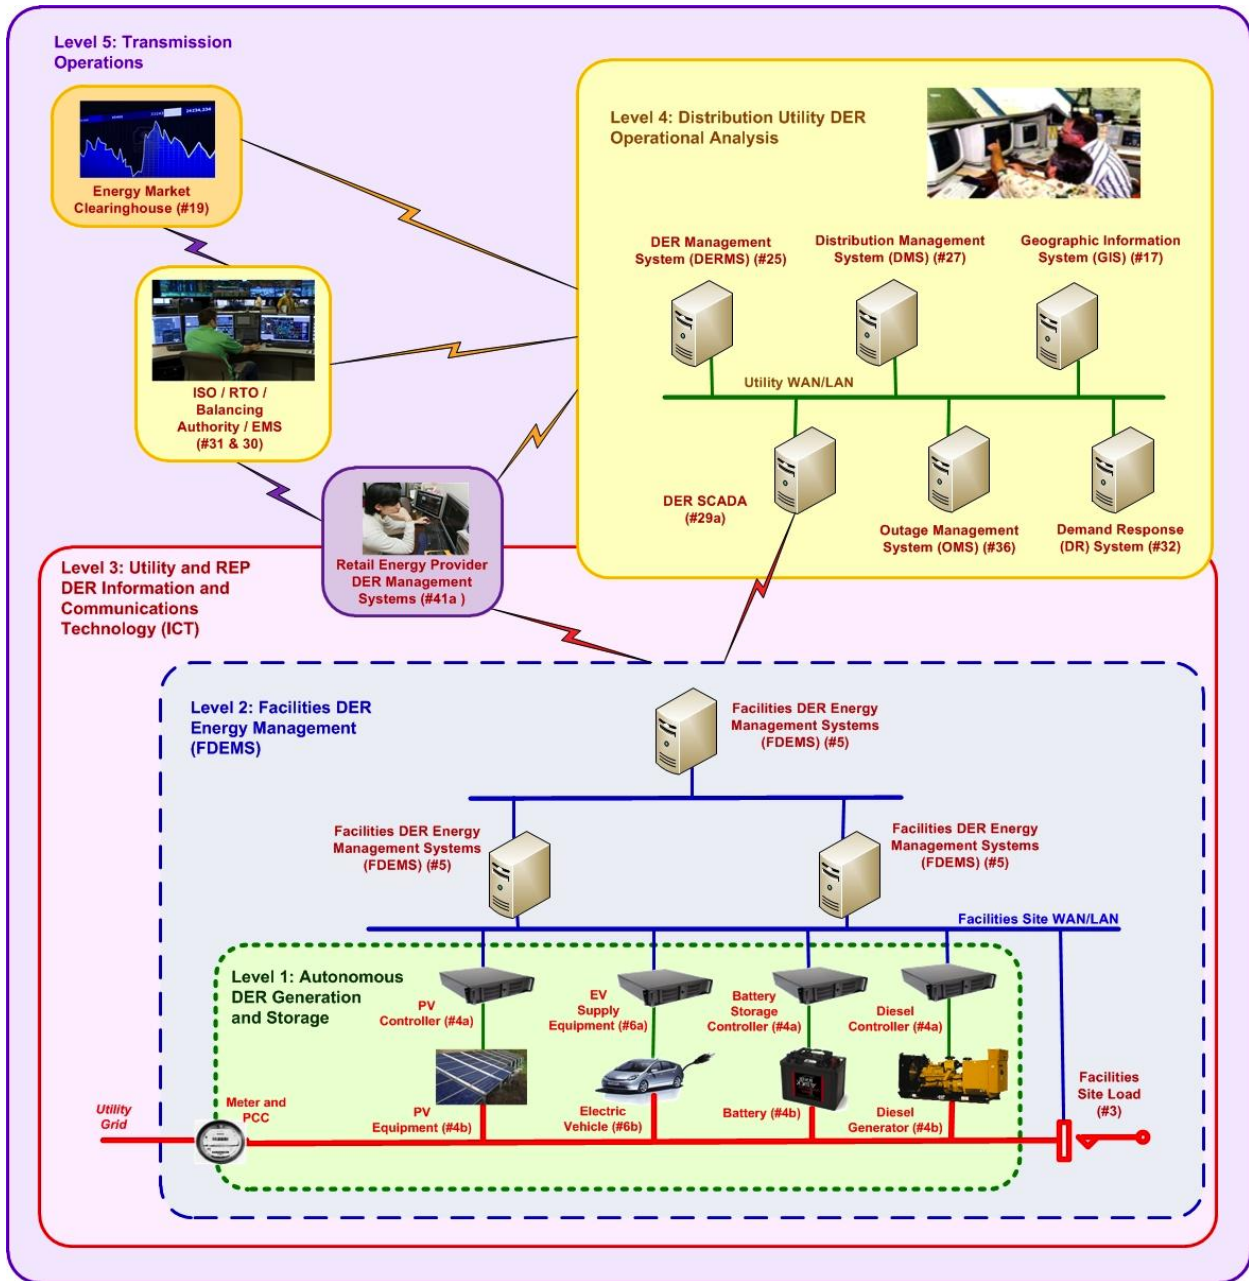 Level 5: Transmission
Operations
Energy Market
Clearinghouse (#19)
ISO / RTO /
Balancing
Authority / EMS
(#31 & 30)
Retail Energy Provider
DER Management
Systems (#41a )
Level 4: Distribution Utility DER
Operational Analysis
DER Management
System (DERMS) (#25)
Distribution Management
System (DMS) (#27)
Geographic Information
System (GIS) (#17)
Utility WAN/LAN
DER SCADA
(#29a)
Outage Management
System (OMS) (#36)
Demand Response
(DR) System (#32)
Level 3: Utility and REP
DER Information and
Communications
Technology (ICT)
Level 2: Facilities DER
Energy Management
(FDEMS)
Facilities DER Energy
Management Systems
(FDEMS) (#5)
Facilities DER Energy
Management Systems
(FDEMS) (#5)
Facilities DER Energy
Management Systems
(FDEMS) (#5)
Facilities Site WAN/LAN
Level 1: Autonomous
DER Generation
and Storage
PV
Controller (#4a)
EV
Supply
Equipment (#6a)
Battery
Storage
Controller (#4a)
Diesel
Controller (#4a)
Utility
Grid
Meter and
PCC
PV
Equipment (#4b)
Electric
Vehicle (#6b)
Battery (#4b)
Diesel
Generator (#4b)
Facilities
Site Load
(#3)